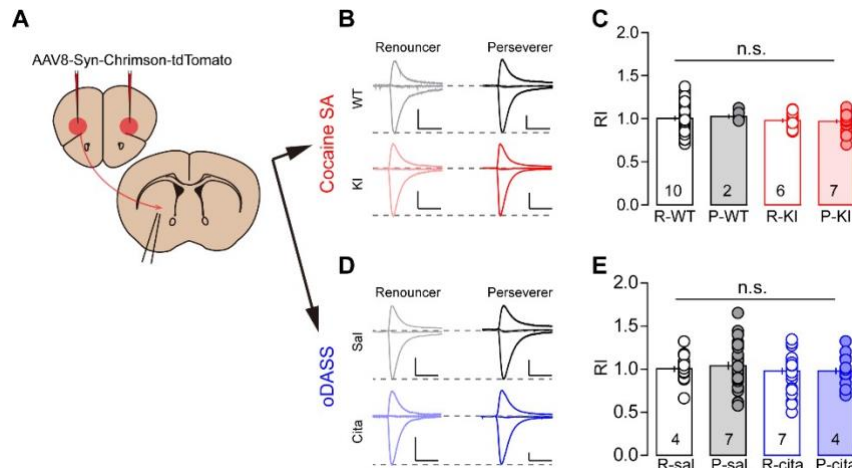 A
AAV8-Syn-Chrimson-tdTomato
Cocaine SA
oDASS
B
Renouncer Perseverer
WT
KI
C
n.s.
RI
2.0
1.5
1.0
0.5
0.0
10 2 6 7
R-WT P-WT R-KI P-KI
D
Renouncer Perseverer
Sal
Cita
E
n.s.
RI
2.0
1.5
1.0
0.5
0.0
4 7 7 4
R-sal P-sal R-cita P-cita